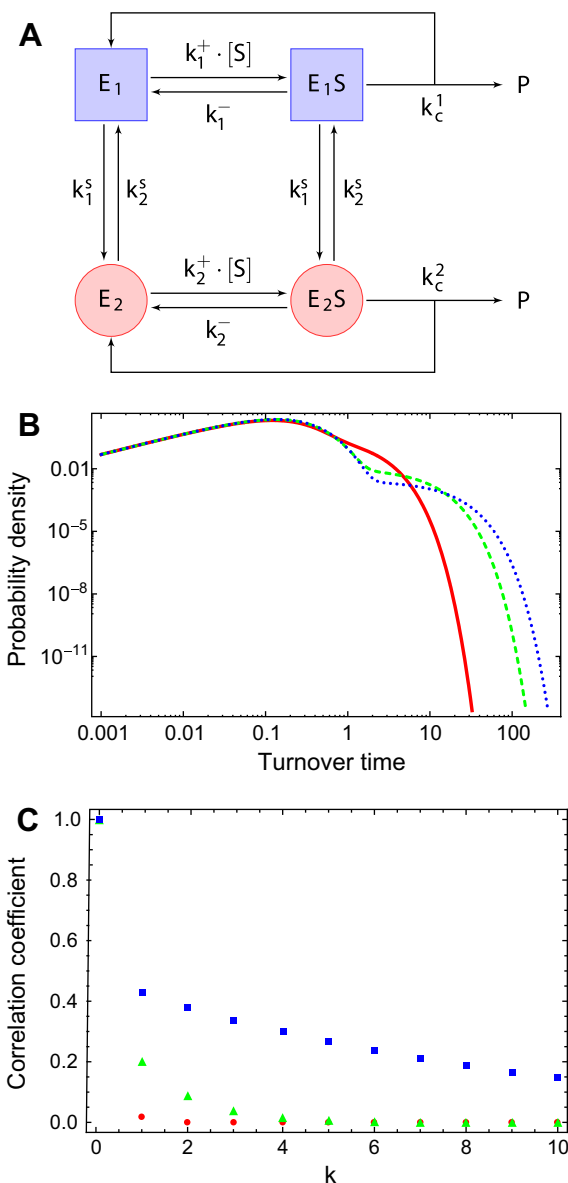 A
k₁⁺ · [S]
E₁ E₁S P
k₁⁻ k_c¹
k₁ˢ k₂ˢ k₁ˢ k₂ˢ
k₂⁺ · [S] k_c²
E₂ E₂S P
k₂⁻
B
Probability density
0.01
10⁻⁵
10⁻⁸
10⁻¹¹
0.001 0.01 0.1 1 10 100
Turnover time
C
Correlation coefficient
1.0
0.8
0.6
0.4
0.2
0.0
0 2 4 6 8 10
k